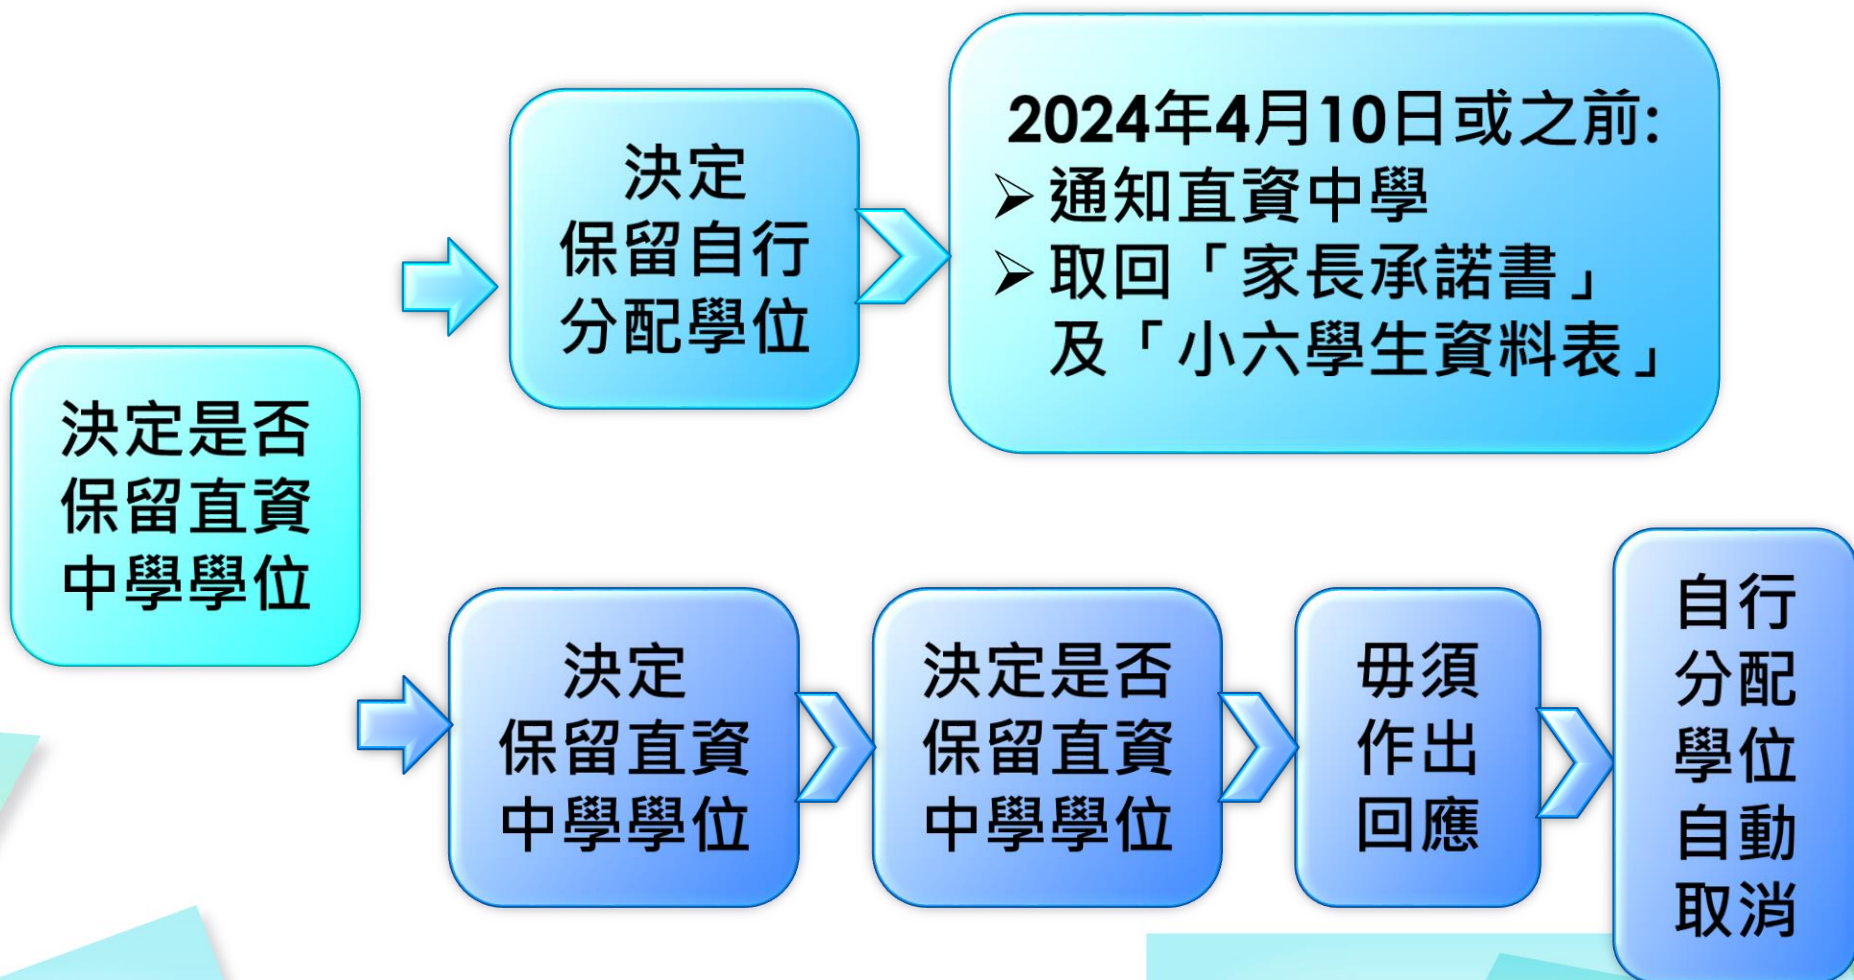 決定是否
保留直資
中學學位
決定
保留自行
分配學位
2024年4月10日或之前:
➢ 通知直資中學
➢ 取回「家長承諾書」
及「小六學生資料表」
決定
保留直資
中學學位
決定是否
保留直資
中學學位
毋須
作出
回應
自行
分配
學位
自動
取消